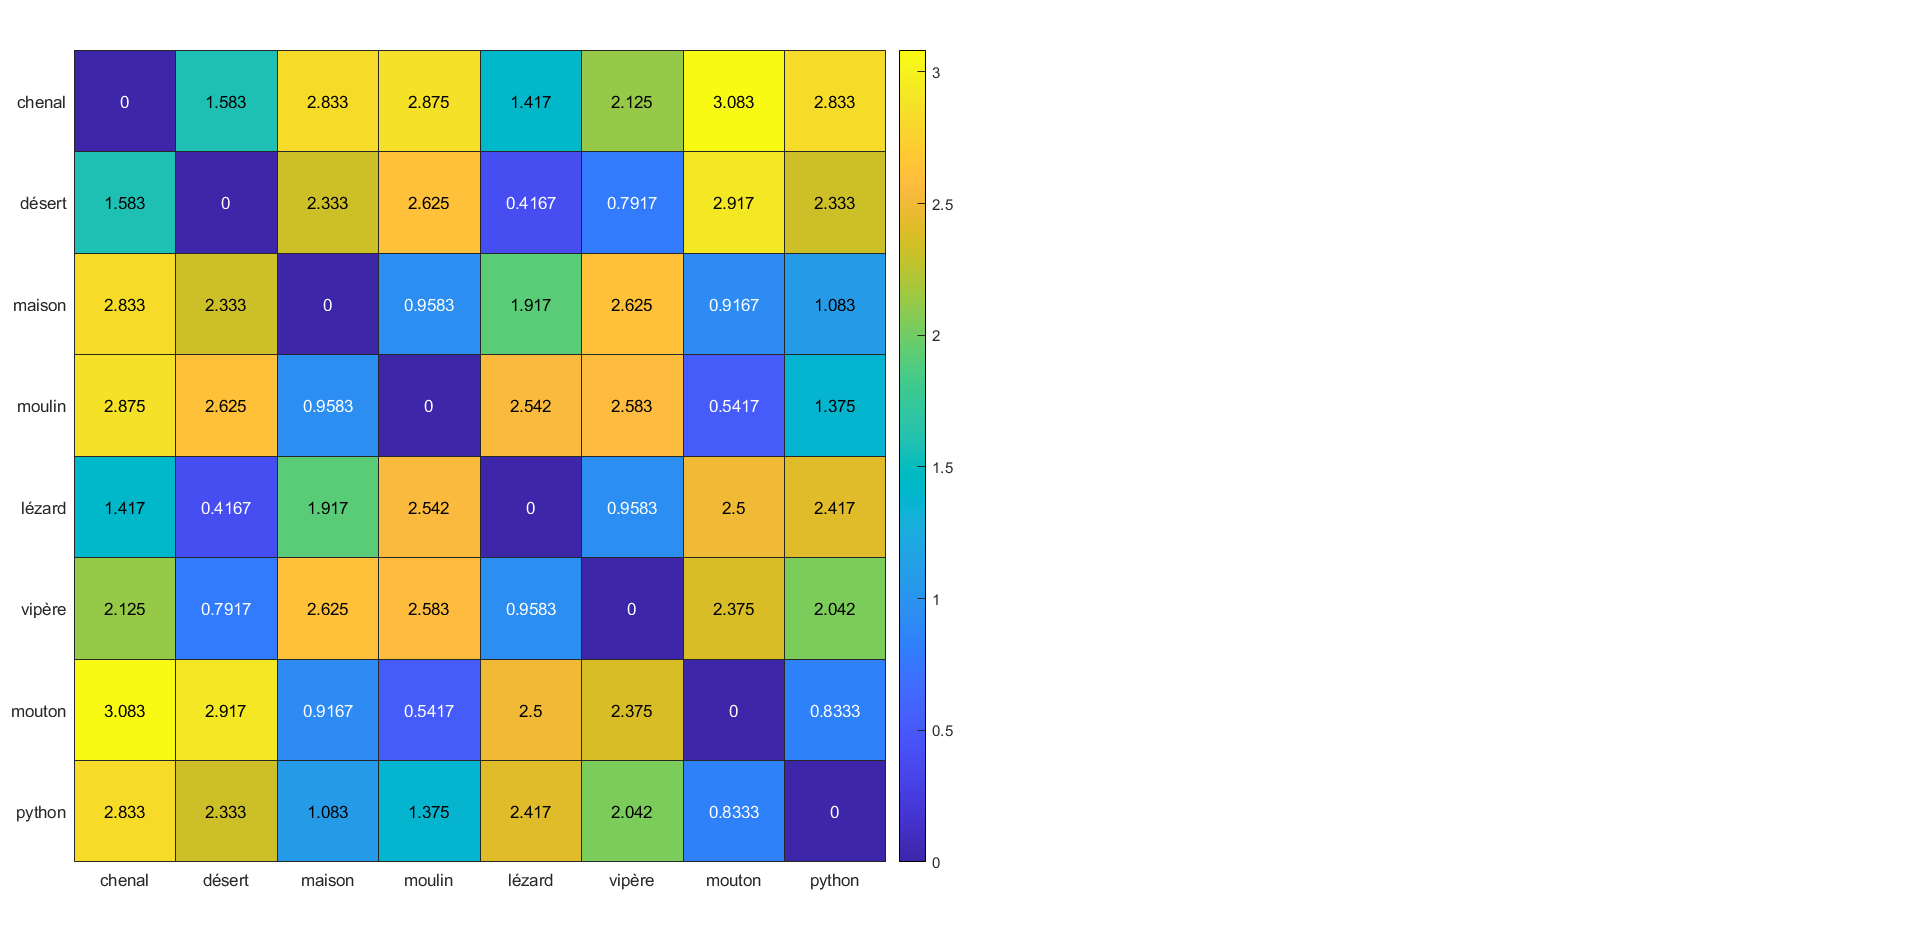 chenal 0 1.583 2.833 2.875 1.417 2.125 3.083 2.833
désert 1.583 0 2.333 2.625 0.4167 0.7917 2.917 2.333
maison 2.833 2.333 0 0.9583 1.917 2.625 0.9167 1.083
moulin 2.875 2.625 0.9583 0 2.542 2.583 0.5417 1.375
lézard 1.417 0.4167 1.917 2.542 0 0.9583 2.5 2.417
vipère 2.125 0.7917 2.625 2.583 0.9583 0 2.375 2.042
mouton 3.083 2.917 0.9167 0.5417 2.5 2.375 0 0.8333
python 2.833 2.333 1.083 1.375 2.417 2.042 0.8333 0
chenal désert maison moulin lézard vipère mouton python
3
2.5
2
1.5
1
0.5
0